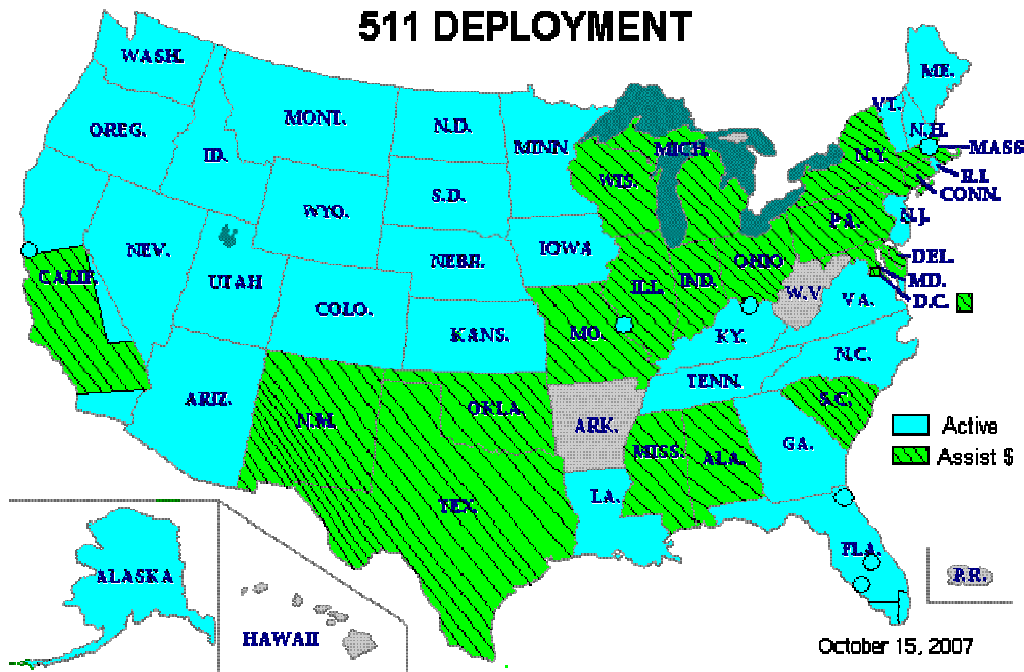 511 DEPLOYMENT
WASH.
ME.
VT.
MONT.
N.D.
OREG.
MINN
N.H.
MASS
MICH.
ID.
N.Y.
R.I.
WIS.
CONN.
S.D.
WYO.
N.J.
PA.
NEV.
IOWA
DEL.
NEBR.
OHIO
CALIF.
UTAH
IND.
MD.
ILL.
W.V
VA.
D.C.
COLO.
MO.
KANS.
KY.
N.C.
TENN.
ARIZ.
S.C.
OKLA.
N.M.
ARK.
Active
GA.
MISS.
ALA.
Assist $
LA.
TEX.
FLA.
ALASKA
P.R.
HAWAII
October 15, 2007